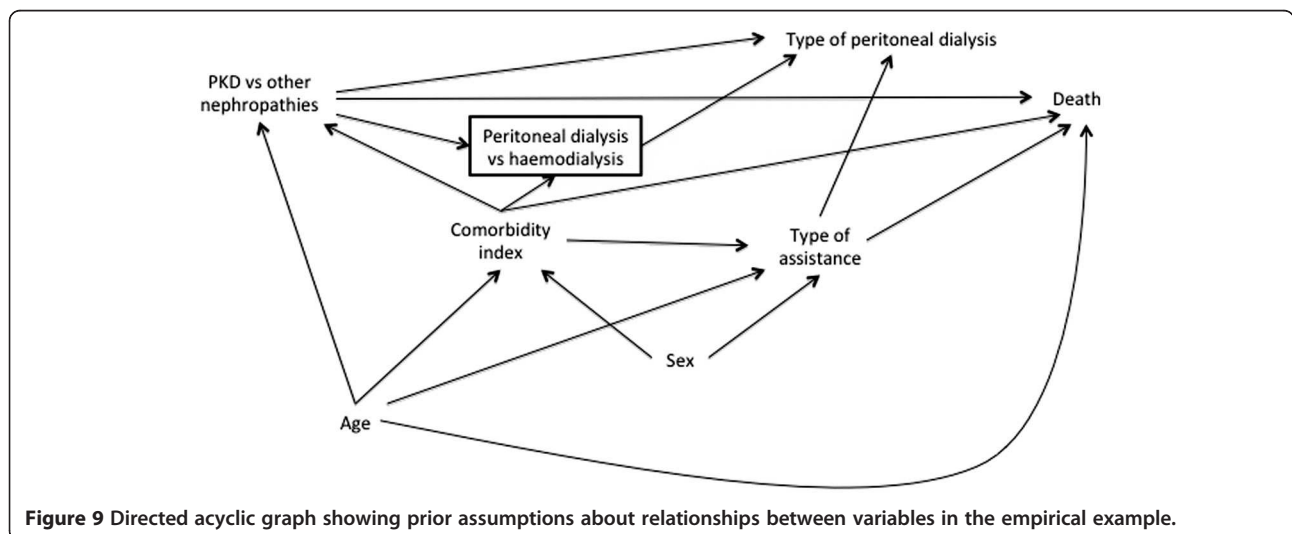 Type of peritoneal dialysis
PKD vs other
nephropathies
Death
Peritoneal dialysis
vs haemodialysis
Comorbidity
index
Type of
assistance
Sex
Age
Figure 9 Directed acyclic graph showing prior assumptions about relationships between variables in the empirical example.